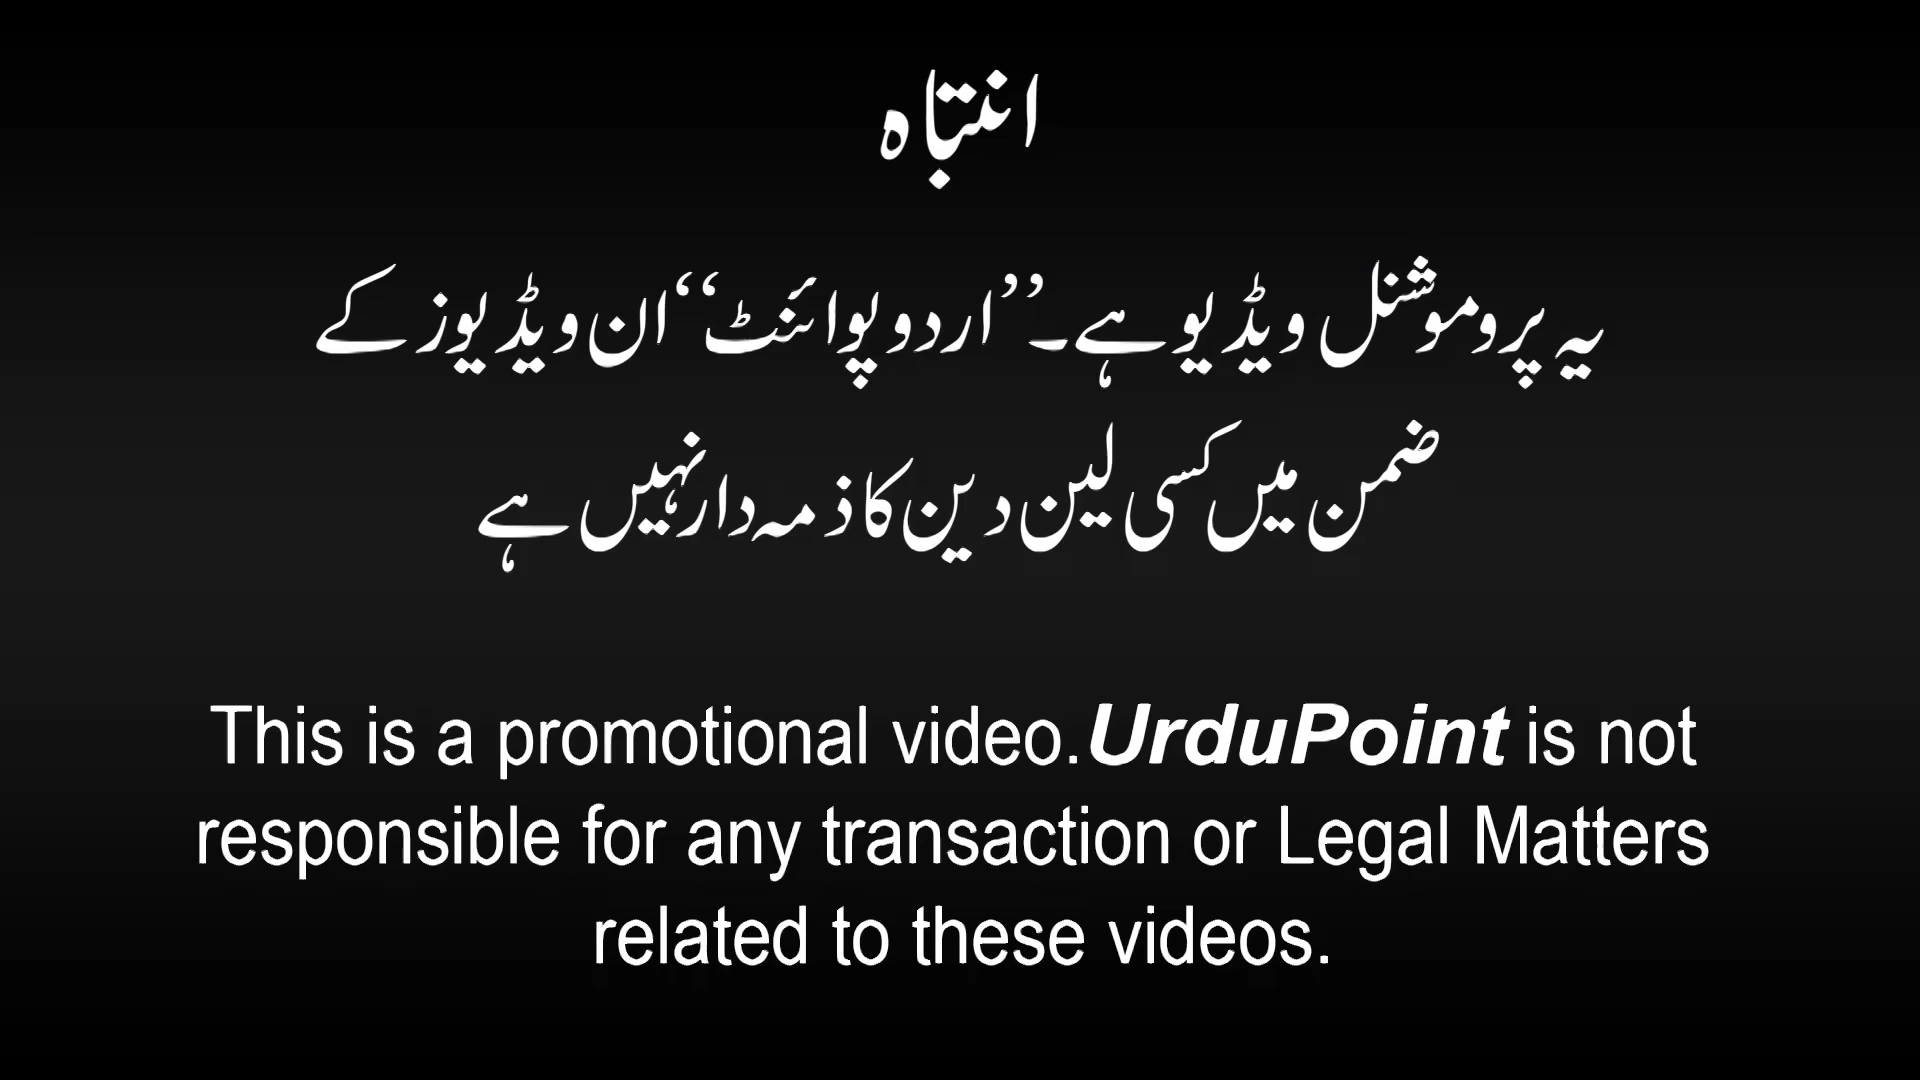 انتباہ
یہ پروموشنل ویڈیو ہے۔’’اردو پوائنٹ‘‘ ان ویڈیوز کے
ضمن میں کسی لین دین کا ذمہ دار نہیں ہے
This is a promotional video.UrduPoint is not
responsible for any transaction or Legal Matters
related to these videos.